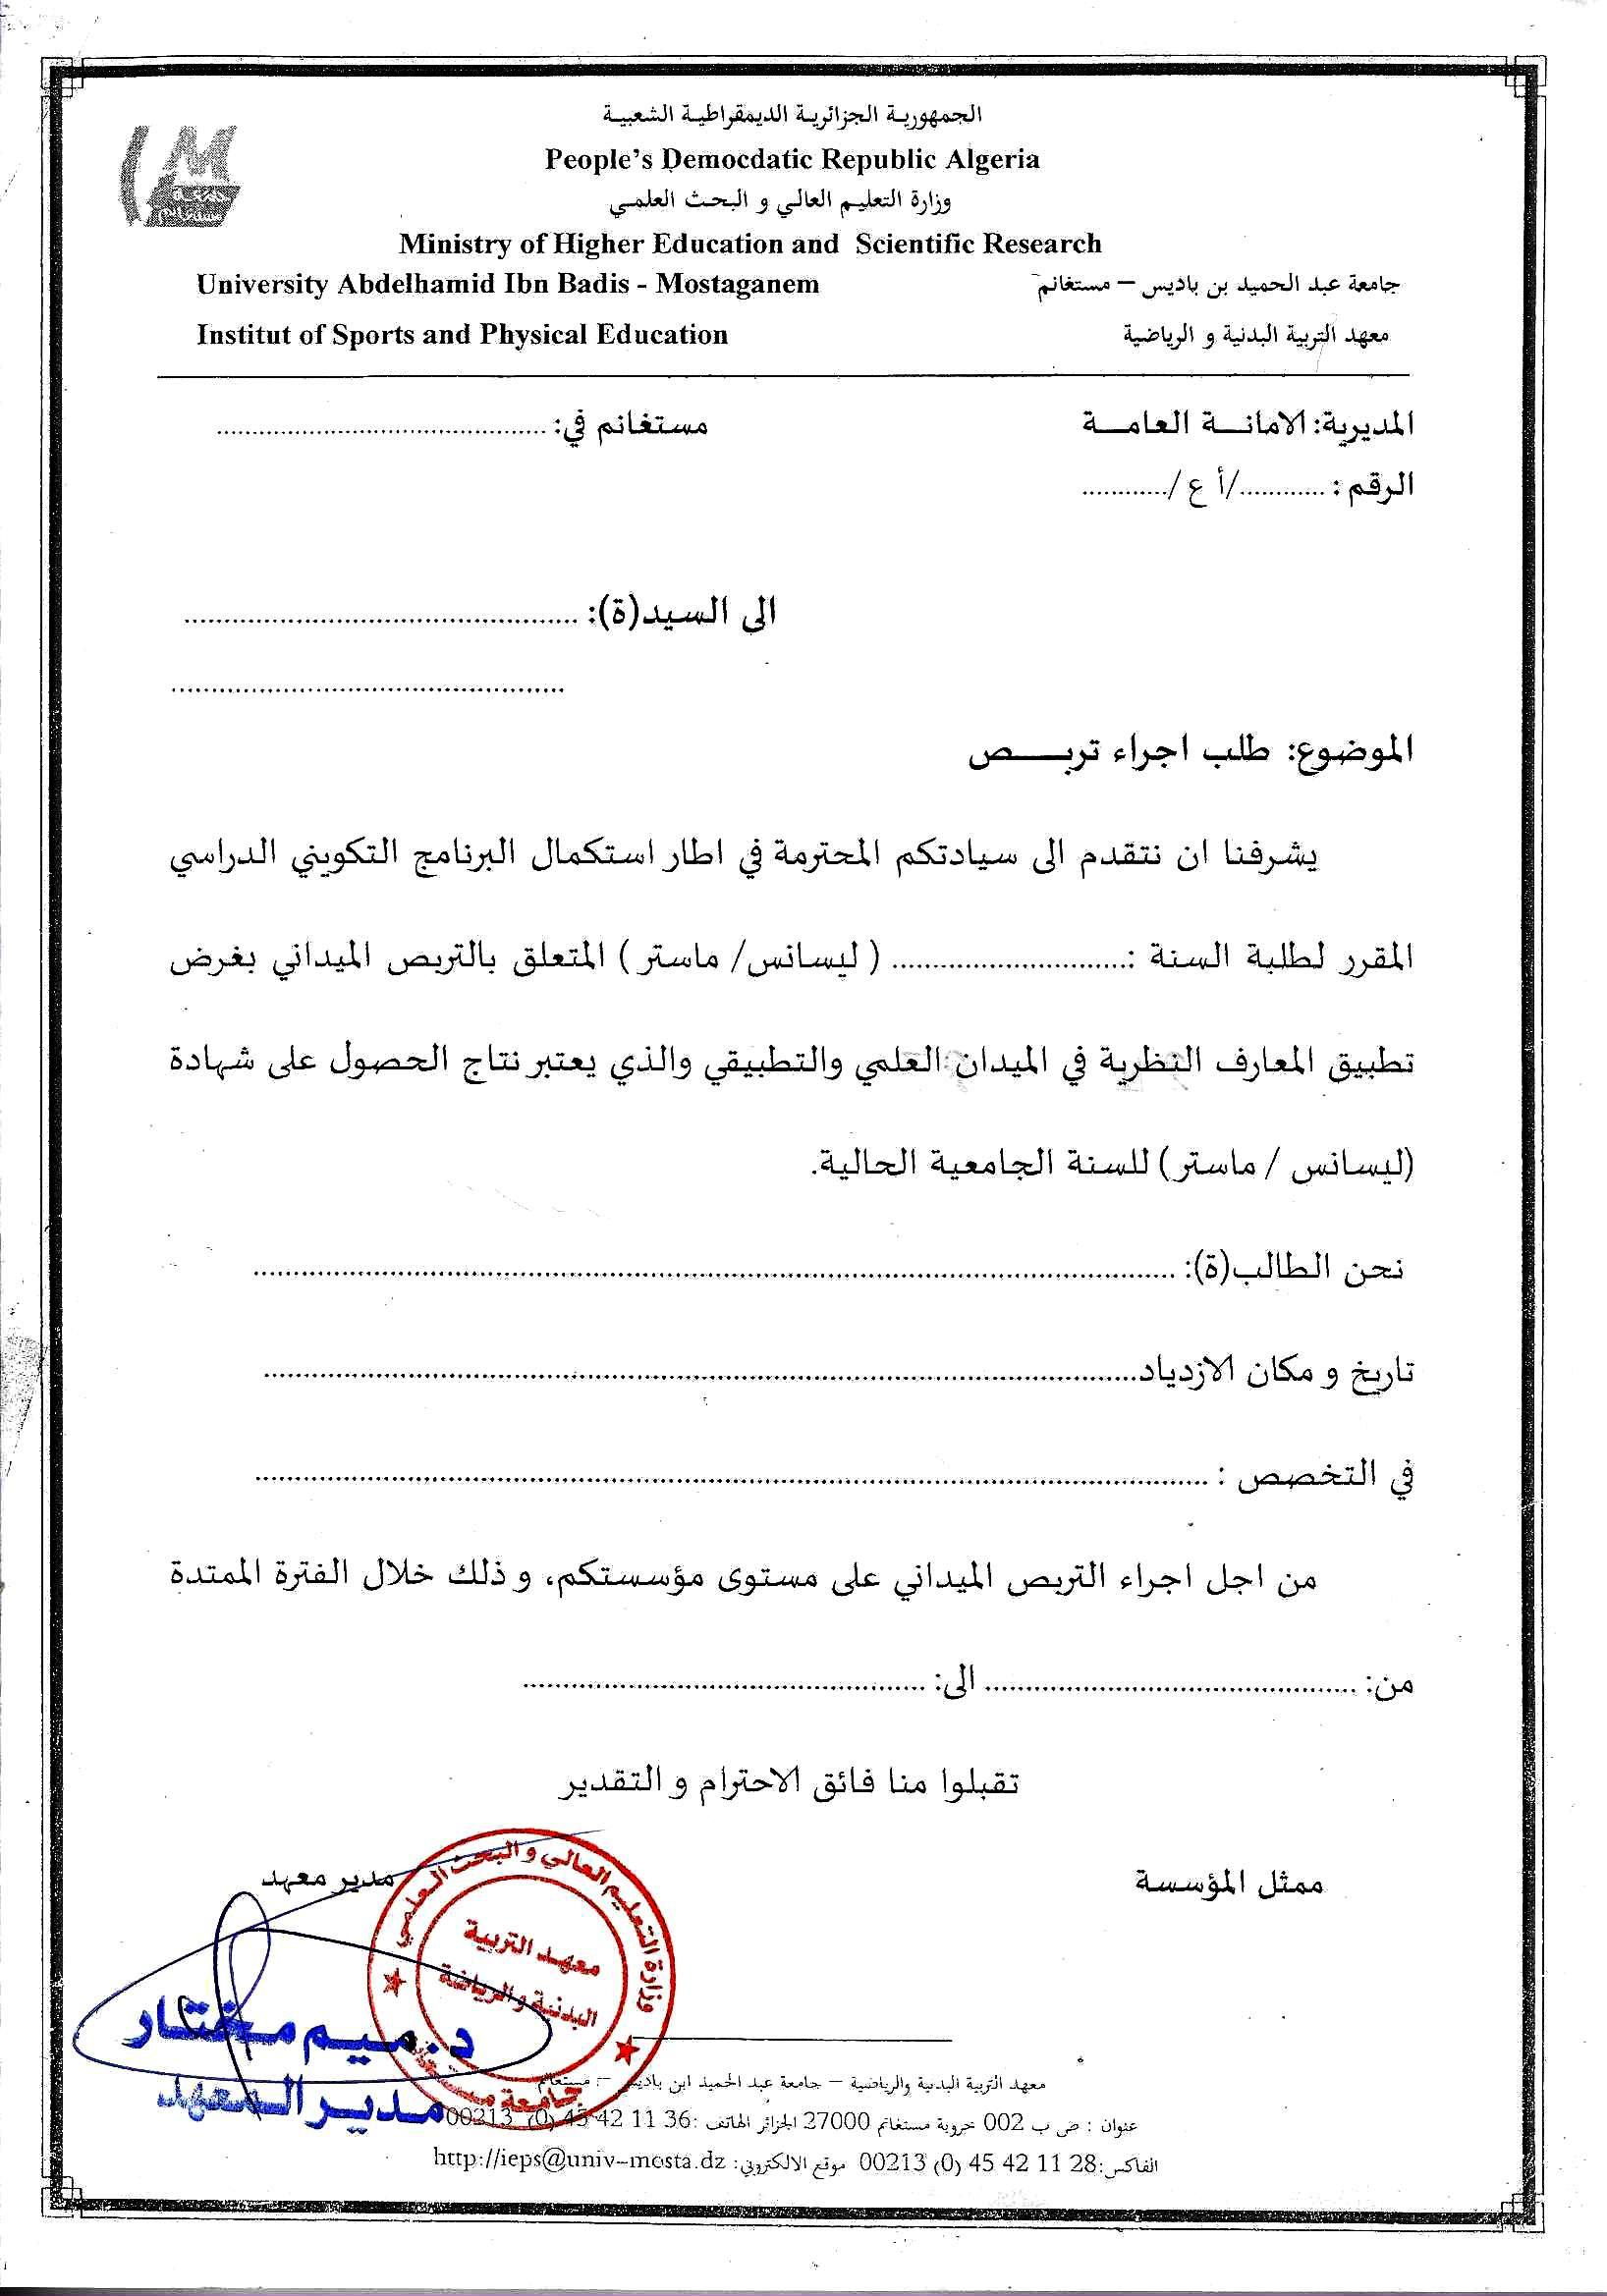 الجمهورية الجزائرية الديمقراطية الشعبية
People's Democdatic Republic Algeria
وزارة التعليم العالي و البحث العلمي
Ministry of Higher Education and Scientific Research
جامعة عبد الحميد بن باديس – مستغانم
University Abdelhamid Ibn Badis - Mostaganem
معهد التربية البدنية و الرياضية
Institut of Sports and Physical Education
جامعة
مستغانم
المديرية: الامانة العامة
مستغانم في: ..........................................
الرقم : ............/أ ع /............
الى السيد(ة): ................................................
................................................
الموضوع: طلب اجراء تربص
يشرفنا ان نتقدم الى سيادتكم المحترمة في اطار استكمال البرنامج التكويني الدراسي
المقرر لطلبة السنة :............................. ( ليسانس/ ماستر ) المتعلق بالتربص الميداني بغرض
تطبيق المعارف النظرية في الميدان العلمي والتطبيقي والذي يعتبر نتاج الحصول على شهادة
(ليسانس / ماستر) للسنة الجامعية الحالية.
نحن الطالب(ة): ................................................................................
تاريخ و مكان الازدياد................................................................................
في التخصص : ................................................................................
من اجل اجراء التربص الميداني على مستوى مؤسستكم، و ذلك خلال الفترة الممتدة
من: ................................................ الى: ................................................
تقبلوا منا فائق الاحترام و التقدير
ممثل المؤسسة
مدير معهد
وزارة التعليم العالي والبحث العلمي
معهد التربية
البدنية والرياضة
د. ميم مختار
مدير المعهد
معهد التربية البدنية والرياضية – جامعة عبد الحميد ابن باديس – مستغانم
عنوان : ص ب 002 خروبة مستغانم 27000 الجزائر الهاتف :36 11 42 45 (0) 00213
الفاكس:28 11 42 45 (0) 00213 موقع الالكتروني: http://ieps@univ-mosta.dz